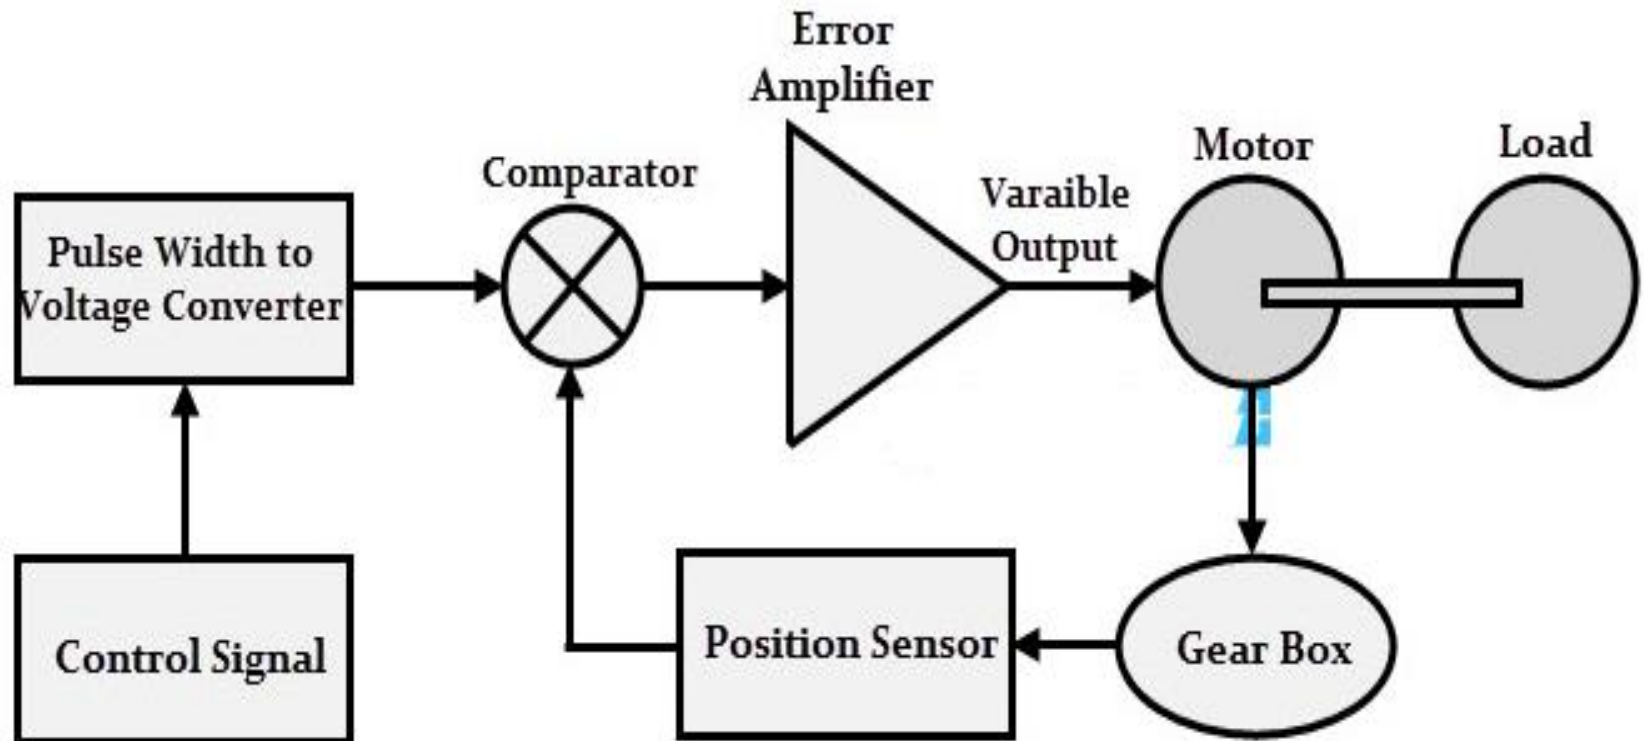 Error
Amplifier
Motor
Load
Comparator
Varaible
Output
Pulse Width to
Voltage Converter
Control Signal
Position Sensor
Gear Box